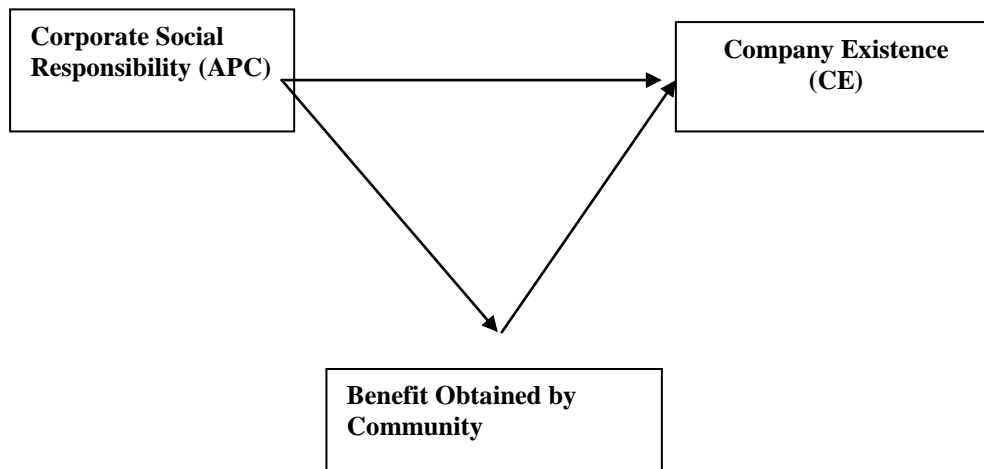 Corporate Social
Responsibility (APC)
Company Existence
(CE)
Benefit Obtained by
Community